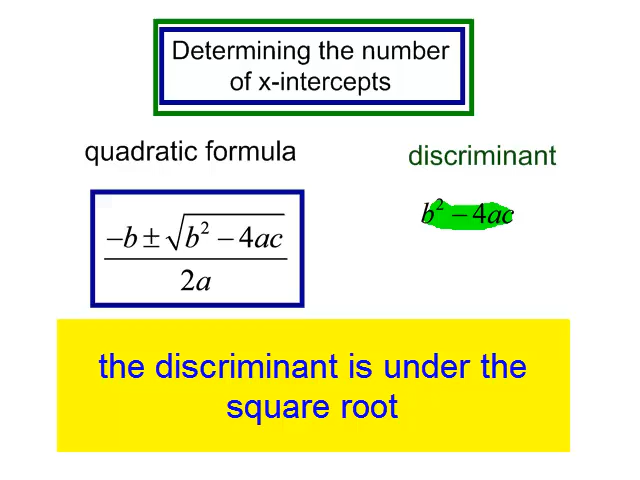 Determining the number
of x-intercepts
quadratic formula
discriminant
−b ± √(b² − 4ac)
2a
b² − 4ac
the discriminant is under the
square root